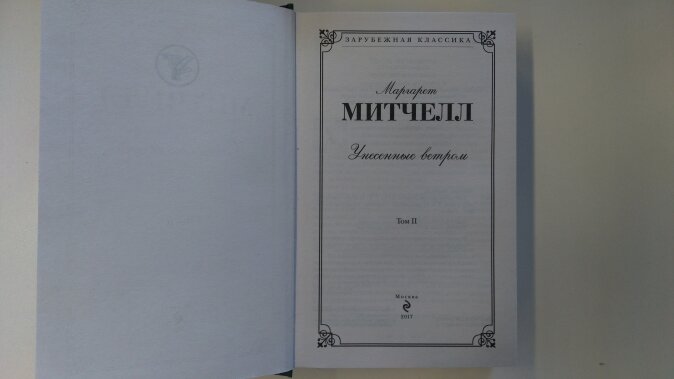 ЗАРУБЕЖНАЯ КЛАССИКА
Маргарет
МИТЧЕЛЛ
Унесенные ветром
Том II
Москва
2017